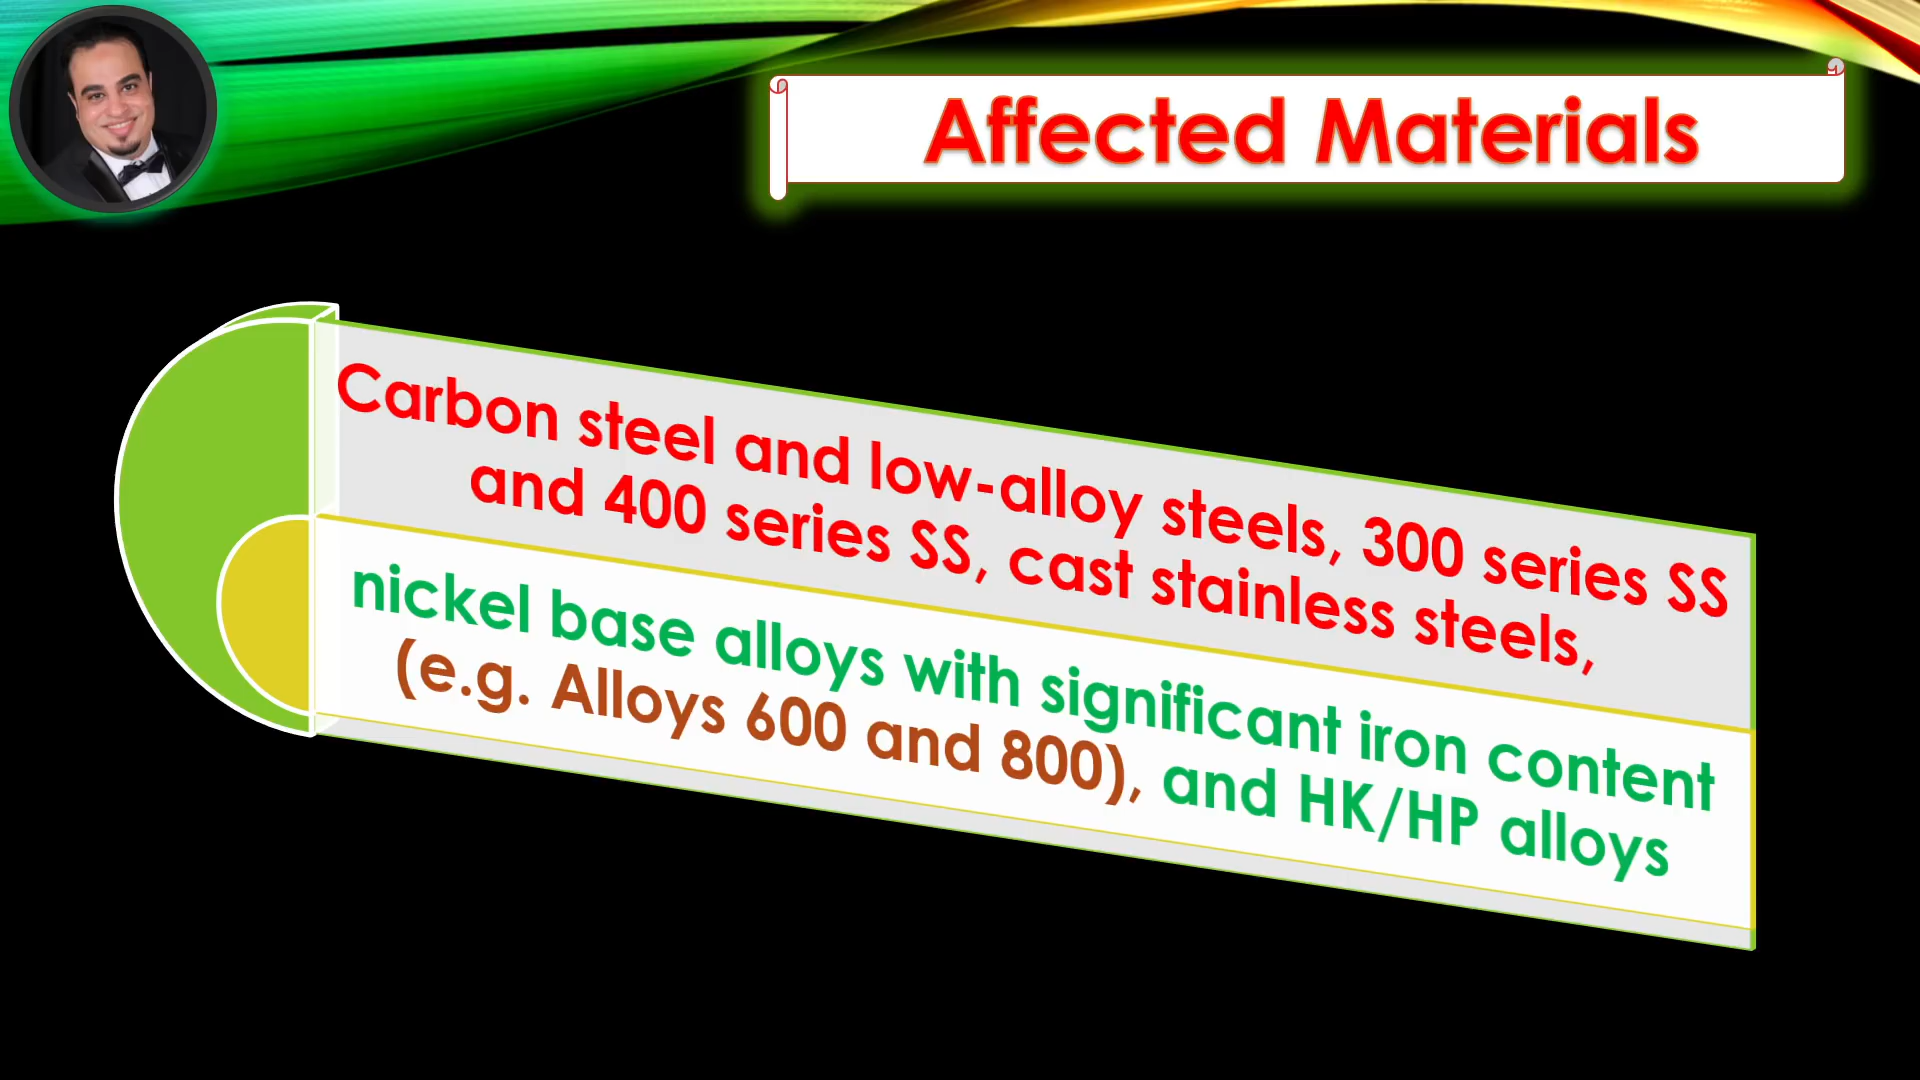 Affected Materials
Carbon steel and low-alloy steels, 300 series SS
and 400 series SS, cast stainless steels,
nickel base alloys with significant iron content
(e.g. Alloys 600 and 800), and HK/HP alloys